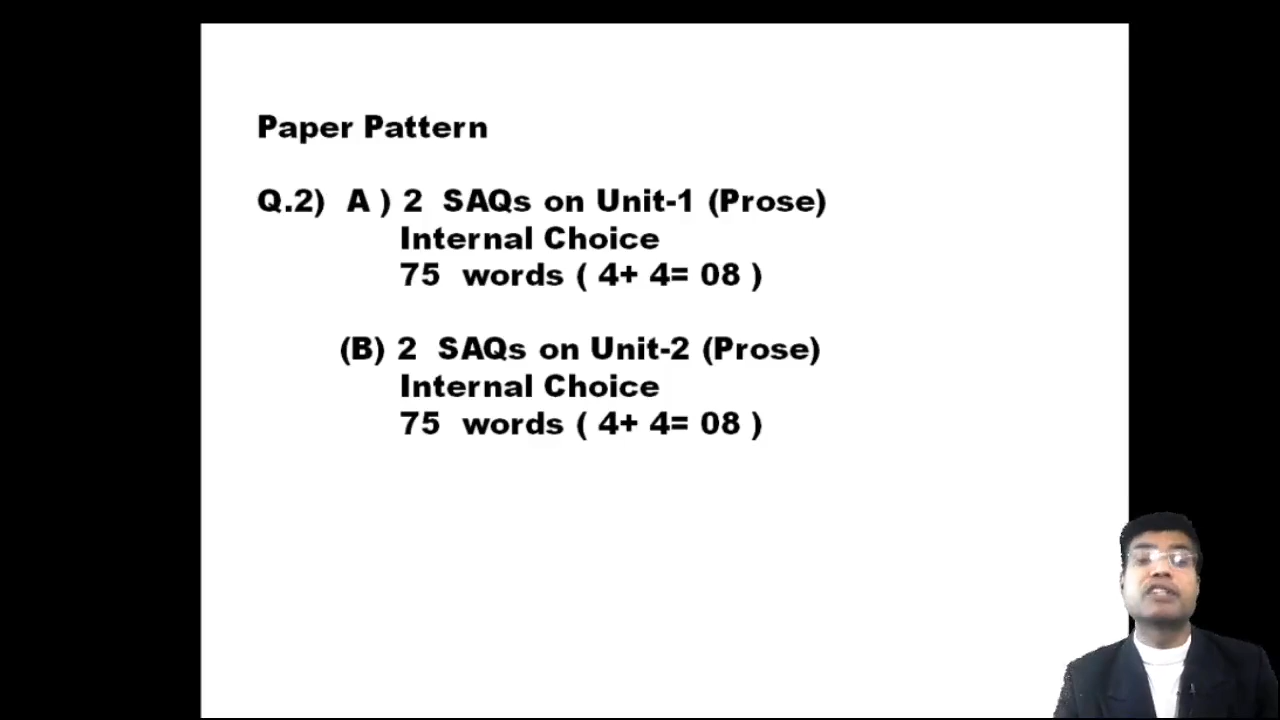 Paper Pattern
Q.2) A ) 2 SAQs on Unit-1 (Prose)
Internal Choice
75 words ( 4+ 4= 08 )
(B) 2 SAQs on Unit-2 (Prose)
Internal Choice
75 words ( 4+ 4= 08 )